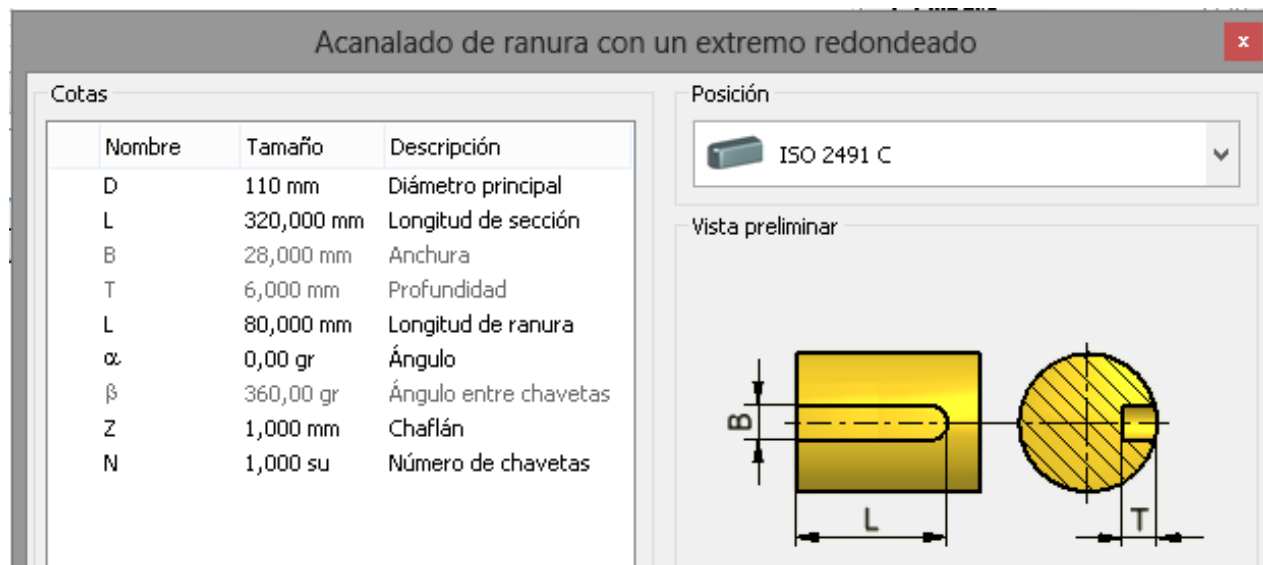 Acanalado de ranura con un extremo redondeado
x
Cotas
Nombre Tamaño Descripción
D 110 mm Diámetro principal
L 320,000 mm Longitud de sección
B 28,000 mm Anchura
T 6,000 mm Profundidad
L 80,000 mm Longitud de ranura
α 0,00 gr Ángulo
β 360,00 gr Ángulo entre chavetas
Z 1,000 mm Chaflán
N 1,000 su Número de chavetas
Posición
ISO 2491 C
Vista preliminar
B
L
T